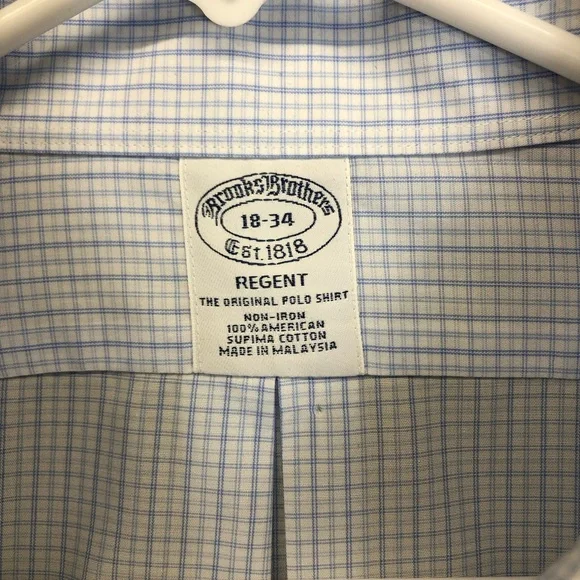 Brooks Brothers
18-34
Est. 1818
REGENT
THE ORIGINAL POLO SHIRT
NON-IRON
100% AMERICAN
SUPIMA COTTON
MADE IN MALAYSIA